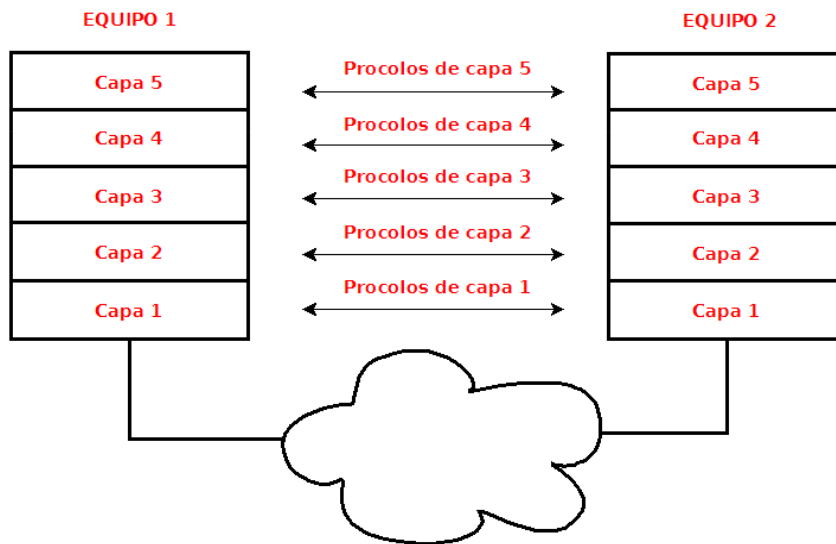 EQUIPO 1
EQUIPO 2
Capa 5
Procolos de capa 5
Capa 5
Capa 4
Procolos de capa 4
Capa 4
Capa 3
Procolos de capa 3
Capa 3
Capa 2
Procolos de capa 2
Capa 2
Capa 1
Procolos de capa 1
Capa 1